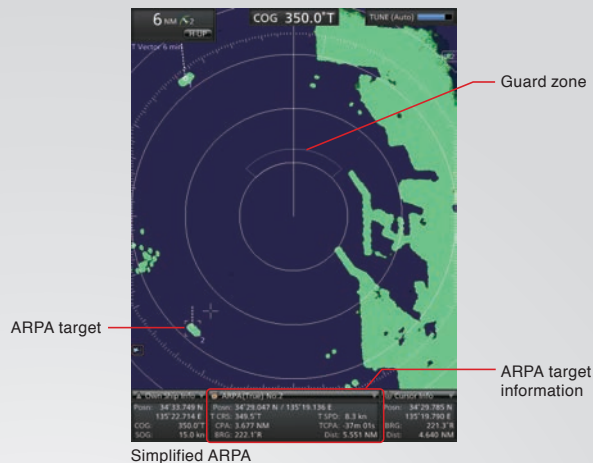 6 NM 2
H UP
COG 350.0°T
TUNE (Auto)
T Vector 6 min
Guard zone
ARPA target
2
ARPA target
information
Own Ship Info
Posn: 34°33.749 N
135°22.714 E
COG: 350.0°T
SOG: 15.0 kn
ARPA[True] No.2
Posn: 34°29.047 N / 135°19.136 E
T CRS: 349.5°T T SPD: 8.3 kn
CPA: 3.677 NM TCPA: -37m 01s
BRG: 222.1°R Dist: 5.551 NM
Cursor Info
Posn: 34°29.785 N
135°19.790 E
BRG: 221.3°R
Dist: 4.640 NM
Simplified ARPA